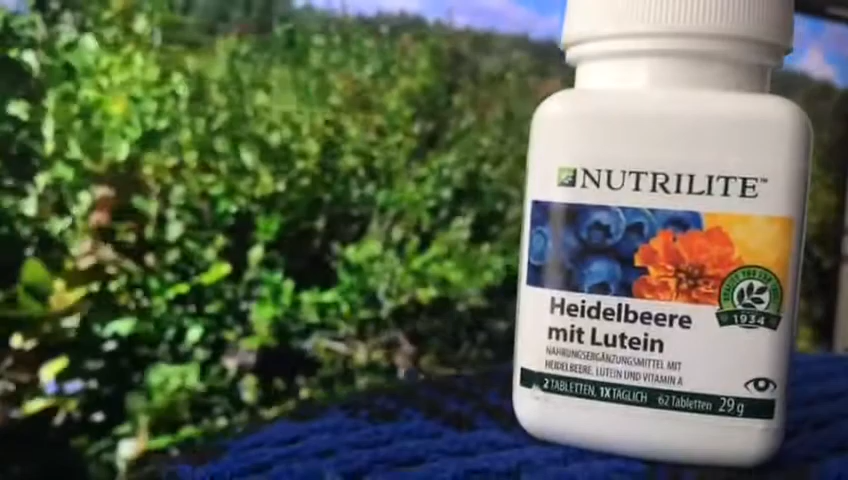 NUTRILITE™
Heidelbeere
mit Lutein
NAHRUNGSERGÄNZUNGSMITTEL MIT
HEIDELBEERE, LUTEIN UND VITAMIN A
2 TABLETTEN, 1X TÄGLICH 62 Tabletten 29 g
1934